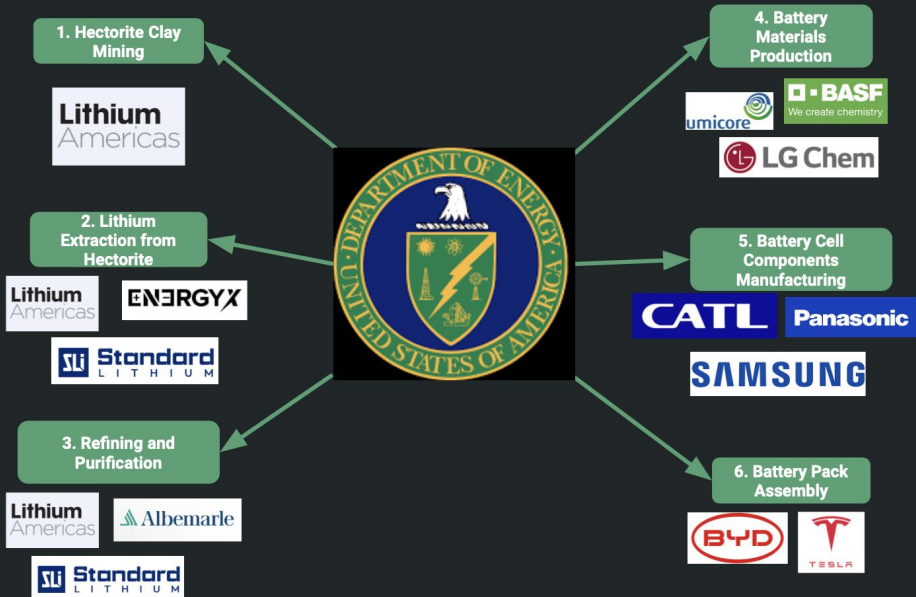 1. Hectorite Clay
Mining
Lithium
Americas
2. Lithium
Extraction from
Hectorite
Lithium
Americas
ENERGYX
SLi Standard
LITHIUM
3. Refining and
Purification
Lithium
Americas
Albemarle
SLi Standard
LITHIUM
DEPARTMENT OF ENERGY
UNITED STATES OF AMERICA
4. Battery
Materials
Production
umicore
BASF
We create chemistry
LG Chem
5. Battery Cell
Components
Manufacturing
CATL
Panasonic
SAMSUNG
6. Battery Pack
Assembly
BYD
TESLA